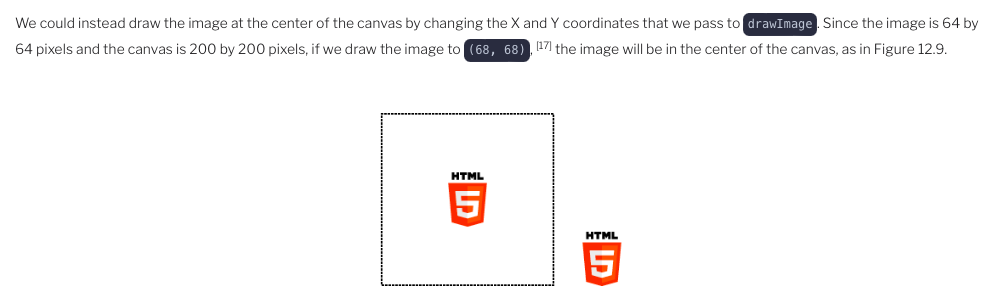 We could instead draw the image at the center of the canvas by changing the X and Y coordinates that we pass to drawImage. Since the image is 64 by
64 pixels and the canvas is 200 by 200 pixels, if we draw the image to (68, 68), [17] the image will be in the center of the canvas, as in Figure 12.9.
HTML
5
HTML
5